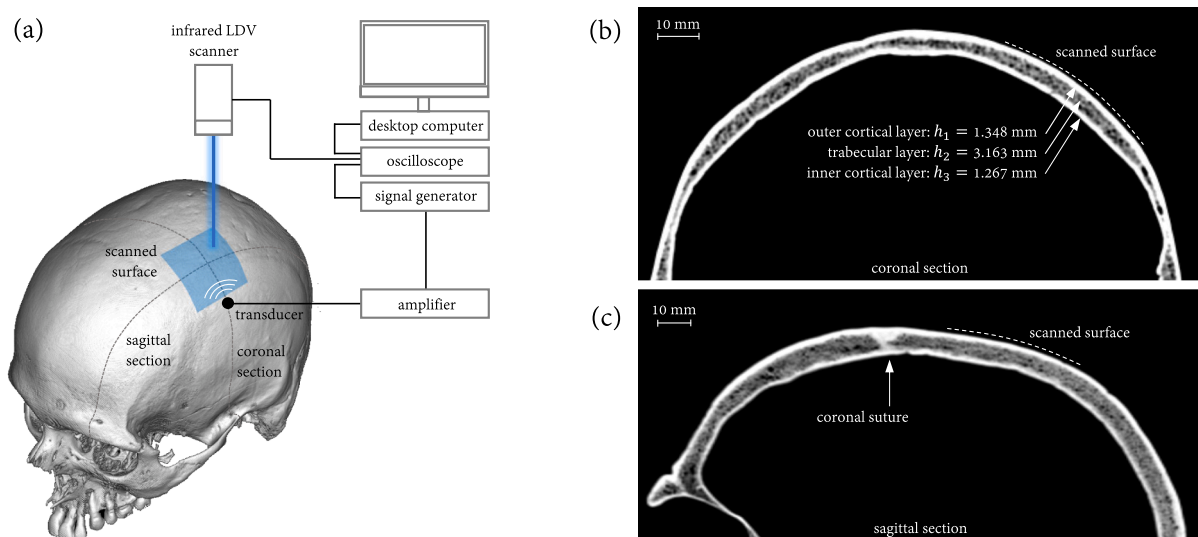 (a)
infrared LDV
scanner
desktop computer
oscilloscope
signal generator
amplifier
scanned
surface
transducer
sagittal
section
coronal
section
(b)
10 mm
scanned surface
outer cortical layer: h₁ = 1.348 mm
trabecular layer: h₂ = 3.163 mm
inner cortical layer: h₃ = 1.267 mm
coronal section
(c)
10 mm
scanned surface
coronal suture
sagittal section